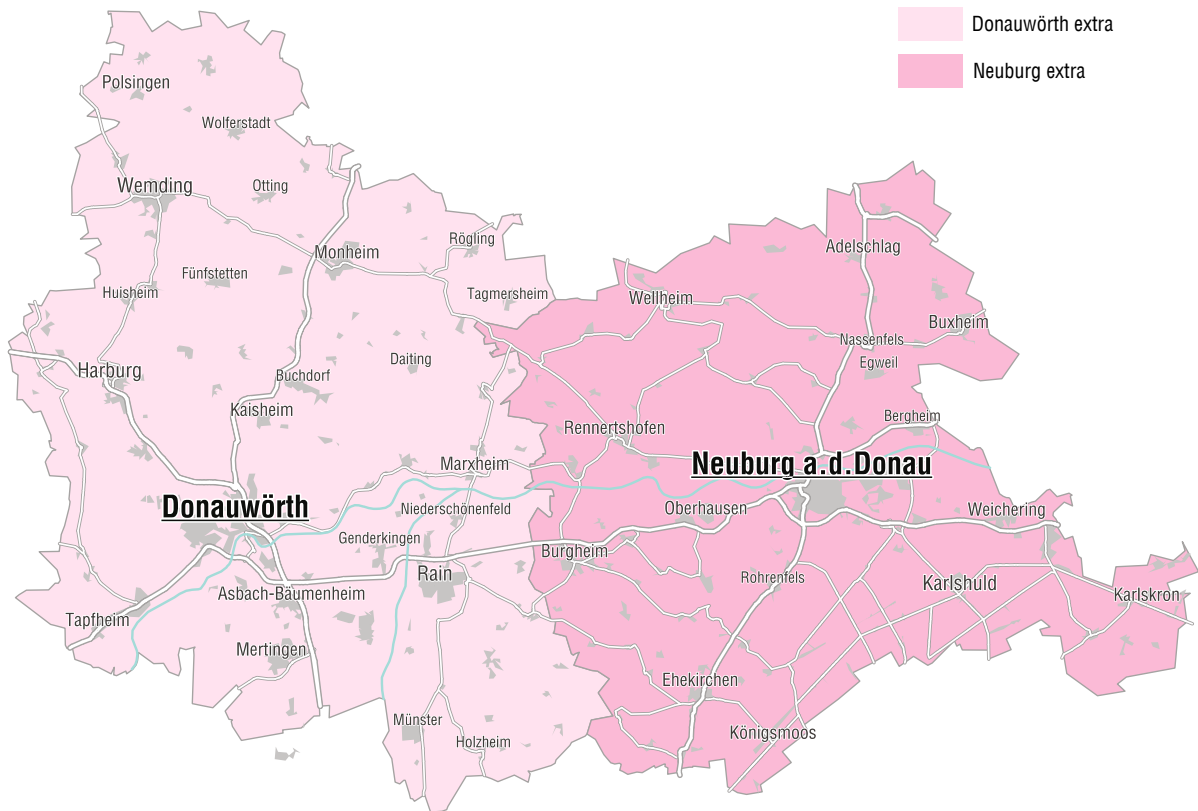 Donauwörth extra
Neuburg extra
Polsingen
Wolferstadt
Wemding
Otting
Monheim
Rögling
Adelschlag
Fünfstetten
Huisheim
Tagmersheim
Wellheim
Buxheim
Nassenfels
Egweil
Daiting
Harburg
Buchdorf
Kaisheim
Bergheim
Rennertshofen
Marxheim
Neuburg a.d.Donau
Donauwörth
Niederschönenfeld
Oberhausen
Weichering
Genderkingen
Burgheim
Rain
Rohrenfels
Karlshuld
Asbach-Bäumenheim
Karlskron
Tapfheim
Mertingen
Ehekirchen
Münster
Königsmoos
Holzheim